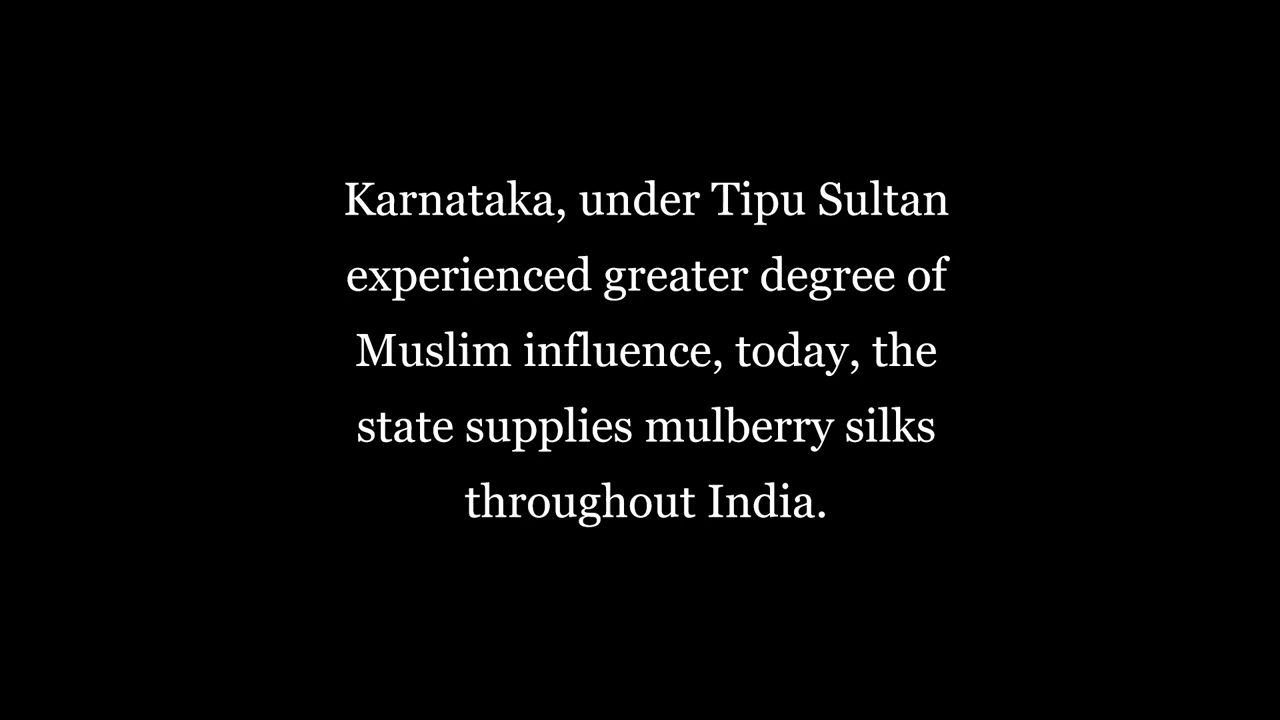 Karnataka, under Tipu Sultan
experienced greater degree of
Muslim influence, today, the
state supplies mulberry silks
throughout India.